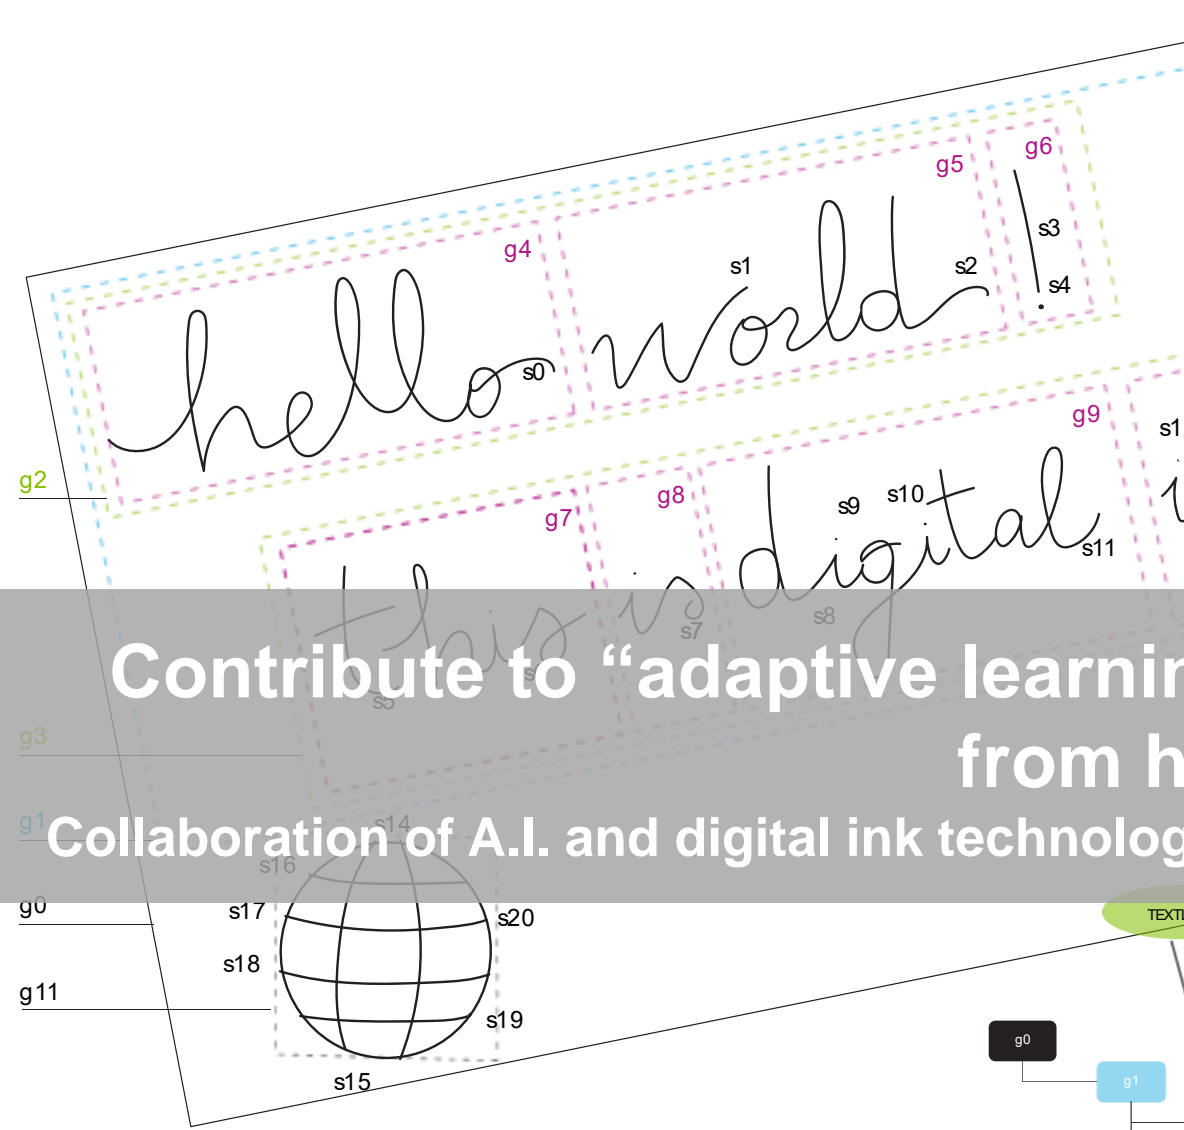 g6
g5
g4
s3
s1
s2
s4
hello world!
s0
g9
s1
g2
g8
s10
s9
g7
this is digital i
s11
s8
s7
s5
Contribute to “adaptive learnin
g3
from h
g1
s14
Collaboration of A.I. and digital ink technolog
s16
g0
s17
s20
TEXTL
s18
g11
s19
g0
s15
g1